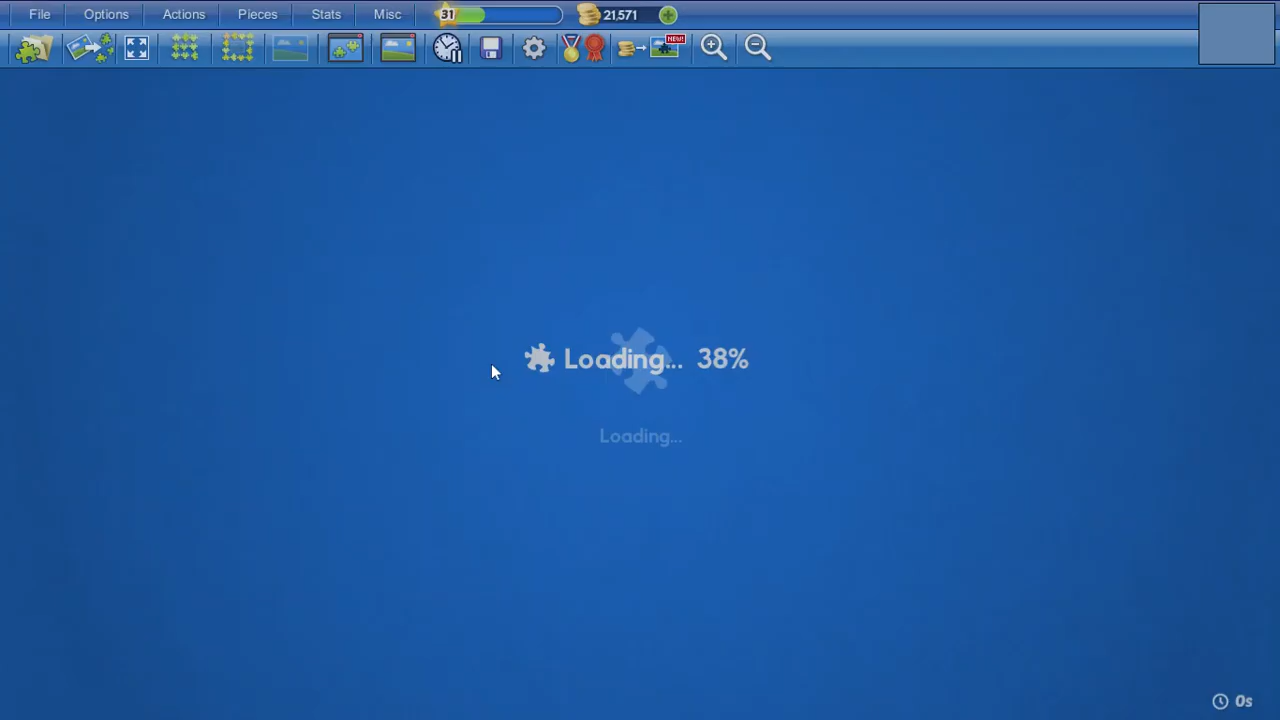 File Options Actions Pieces Stats Misc 31 21,571
NEW!
Loading... 38%
Loading...
0s